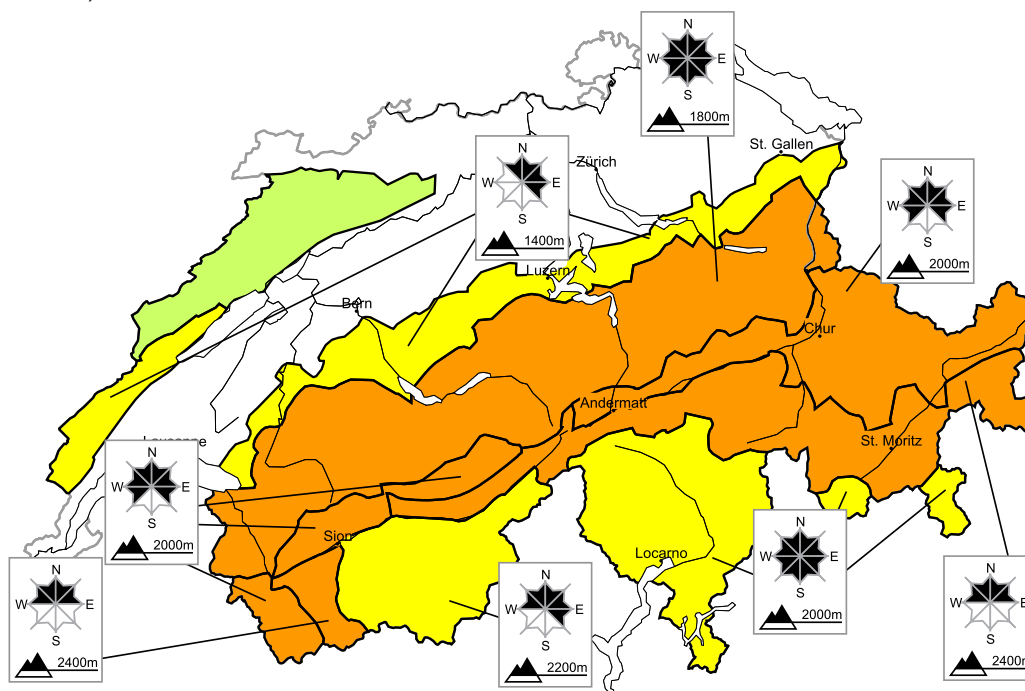 N
W E
S
1800m
St. Gallen
N
W E
S
1400m
Zürich
N
W E
S
2000m
Luzern
Bern
Chur
Andermatt
St. Moritz
Lausanne
N
W E
S
2000m
Sion
Locarno
N
W E
S
2000m
N
W E
S
2400m
N
W E
S
2200m
N
W E
S
2400m